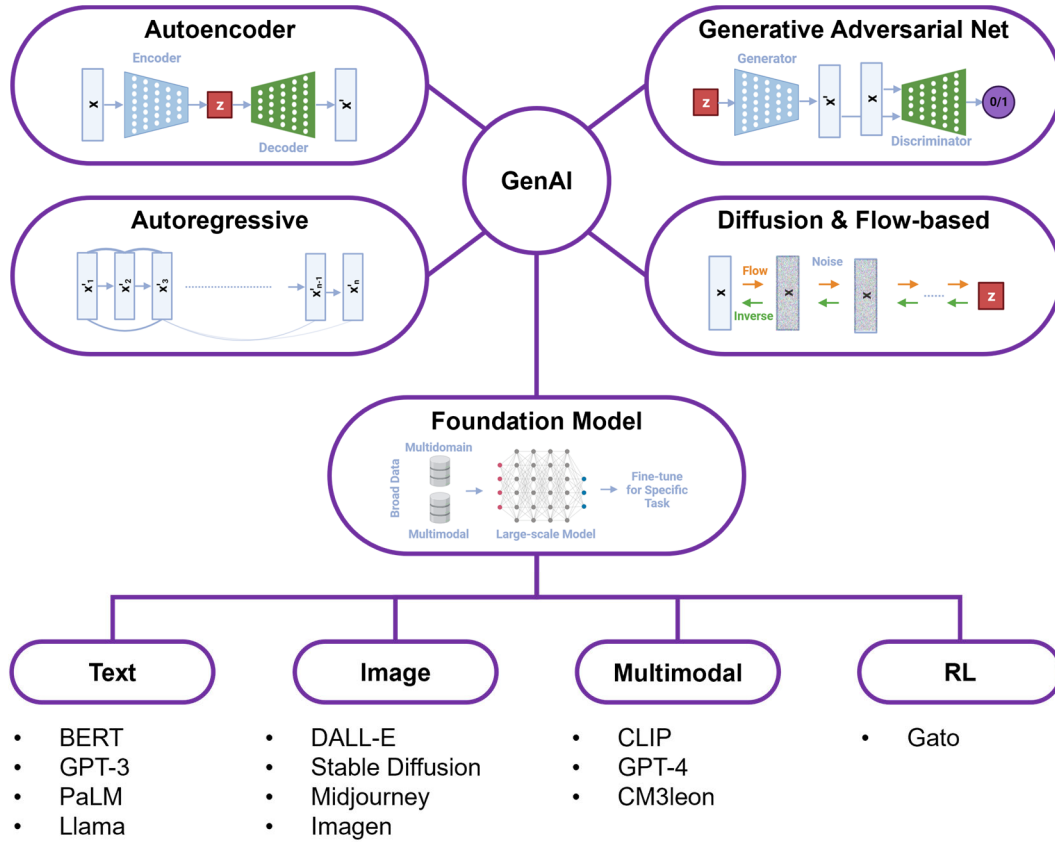 Autoencoder
Encoder
x
z
x'
Decoder
Generative Adversarial Net
Generator
z
x'
x
0/1
Discriminator
GenAI
Autoregressive
x'1
x'2
x'3
x'n-1
x'n
Diffusion & Flow-based
Flow
Noise
x
x
x
z
Inverse
Foundation Model
Multidomain
Broad Data
Multimodal
Large-scale Model
Fine-tune
for Specific
Task
Text
• BERT
• GPT-3
• PaLM
• Llama
Image
• DALL-E
• Stable Diffusion
• Midjourney
• Imagen
Multimodal
• CLIP
• GPT-4
• CM3leon
RL
• Gato